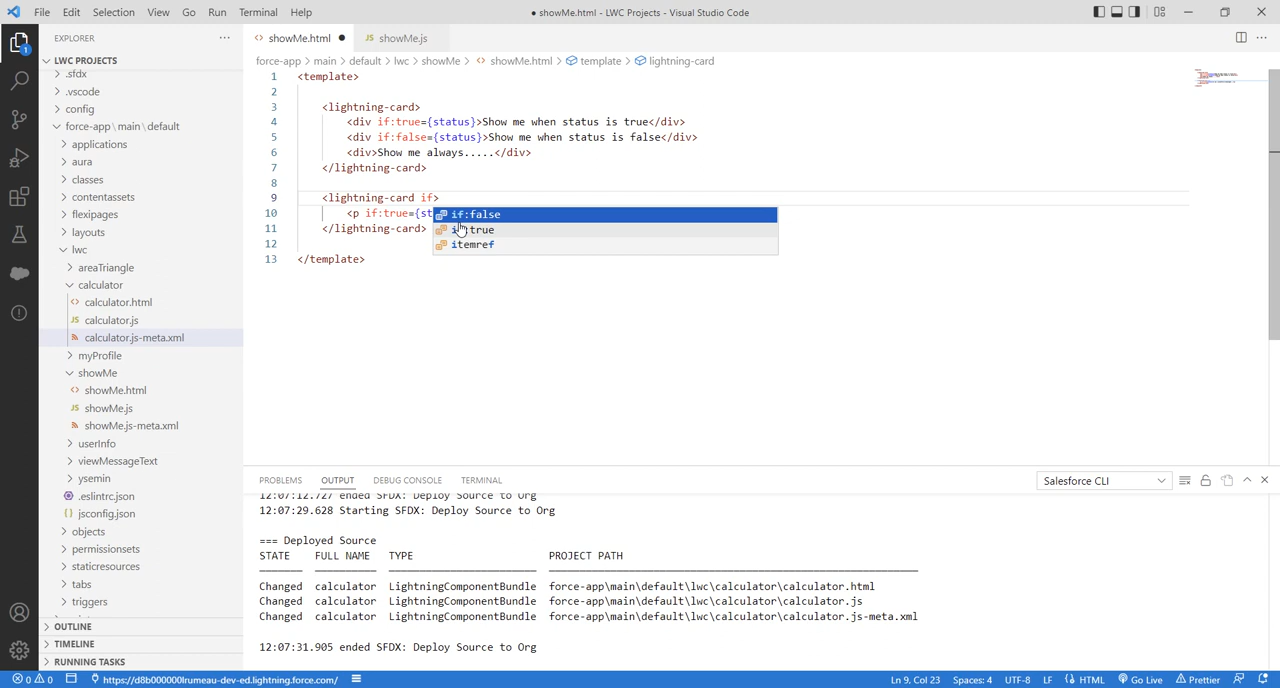 File Edit Selection View Go Run Terminal Help
● showMe.html - LWC Projects - Visual Studio Code
EXPLORER
LWC PROJECTS
.sfdx
.vscode
config
force-app \ main \ default
applications
aura
classes
contentassets
flexipages
layouts
lwc
areaTriangle
calculator
calculator.html
JS calculator.js
calculator.js-meta.xml
myProfile
showMe
showMe.html
JS showMe.js
showMe.js-meta.xml
userInfo
viewMessageText
ysemin
.eslintrc.json
jsconfig.json
objects
permissionsets
staticresources
tabs
triggers
OUTLINE
TIMELINE
RUNNING TASKS
1
<> showMe.html ● JS showMe.js
force-app > main > default > lwc > showMe > <> showMe.html > template > lightning-card
1 <template>
2
3 <lightning-card>
4 <div if:true={status}>Show me when status is true</div>
5 <div if:false={status}>Show me when status is false</div>
6 <div>Show me always.....</div>
7 </lightning-card>
8
9 <lightning-card if>
10 <p if:true={st
11 </lightning-card>
12
13 </template>
if:false
:true
itemref
PROBLEMS OUTPUT DEBUG CONSOLE TERMINAL
Salesforce CLI
12:07:12.727 ended SFDX: Deploy Source to Org
12:07:29.628 Starting SFDX: Deploy Source to Org
=== Deployed Source
STATE FULL NAME TYPE PROJECT PATH
Changed calculator LightningComponentBundle force-app\main\default\lwc\calculator\calculator.html
Changed calculator LightningComponentBundle force-app\main\default\lwc\calculator\calculator.js
Changed calculator LightningComponentBundle force-app\main\default\lwc\calculator\calculator.js-meta.xml
12:07:31.905 ended SFDX: Deploy Source to Org
0 0 https://d8b000000lrumeau-dev-ed.lightning.force.com/ Ln 9, Col 23 Spaces: 4 UTF-8 LF HTML Go Live Prettier